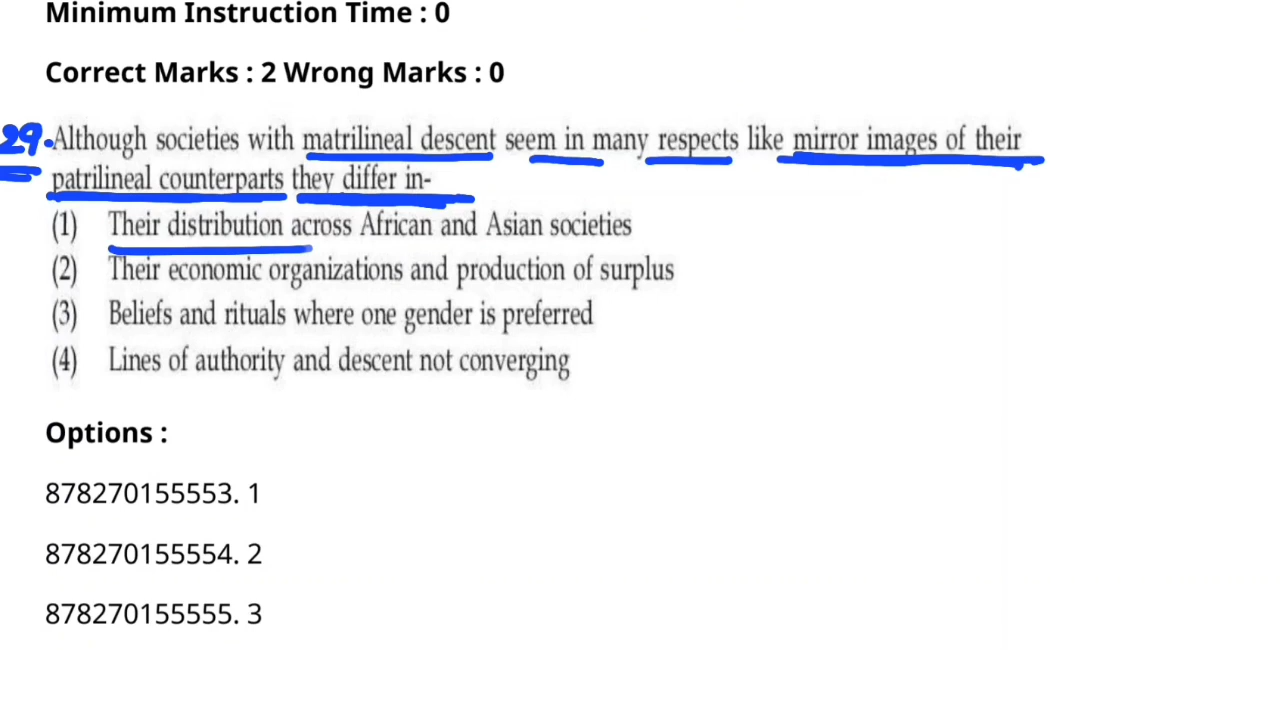 Minimum Instruction Time : 0
Correct Marks : 2 Wrong Marks : 0
29. Although societies with matrilineal descent seem in many respects like mirror images of their
patrilineal counterparts they differ in-
(1) Their distribution across African and Asian societies
(2) Their economic organizations and production of surplus
(3) Beliefs and rituals where one gender is preferred
(4) Lines of authority and descent not converging
Options :
878270155553. 1
878270155554. 2
878270155555. 3